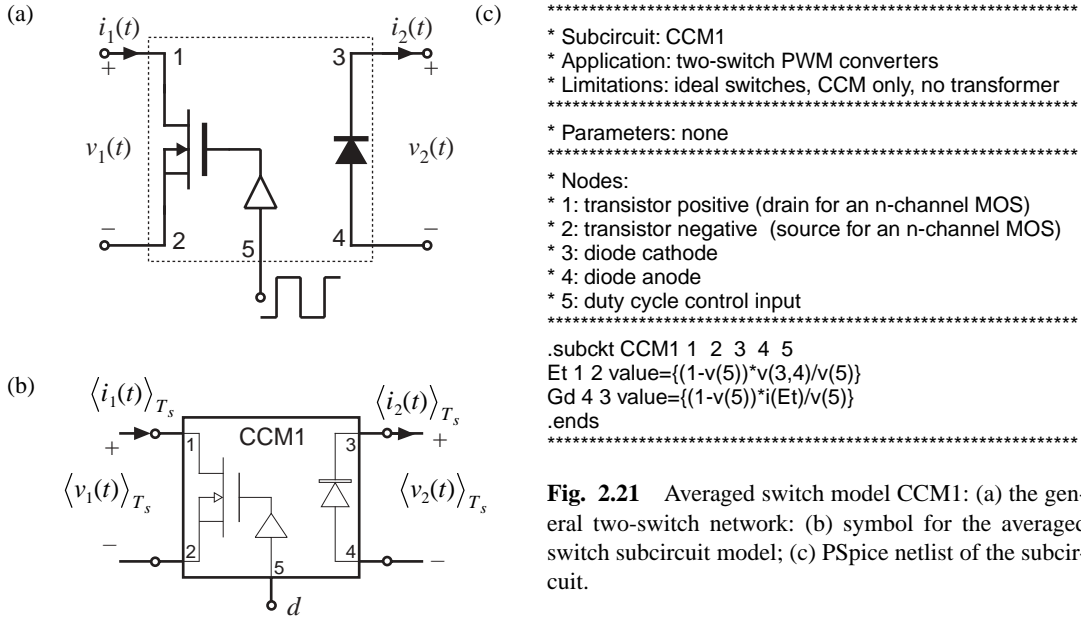 (a)
i₁(t)
i₂(t)
1
3
+
+
v₁(t)
v₂(t)
−
−
2
5
4
(b)
⟨i₁(t)⟩Tₛ
⟨i₂(t)⟩Tₛ
CCM1
+
1
3
+
⟨v₁(t)⟩Tₛ
⟨v₂(t)⟩Tₛ
−
2
5
4
−
d
(c)
*****************************************************************
* Subcircuit: CCM1
* Application: two-switch PWM converters
* Limitations: ideal switches, CCM only, no transformer
*****************************************************************
* Parameters: none
*****************************************************************
* Nodes:
* 1: transistor positive (drain for an n-channel MOS)
* 2: transistor negative (source for an n-channel MOS)
* 3: diode cathode
* 4: diode anode
* 5: duty cycle control input
*****************************************************************
.subckt CCM1 1 2 3 4 5
Et 1 2 value={(1-v(5))*v(3,4)/v(5)}
Gd 4 3 value={(1-v(5))*i(Et)/v(5)}
.ends
*****************************************************************
Fig. 2.21 Averaged switch model CCM1: (a) the gen-
eral two-switch network: (b) symbol for the averaged
switch subcircuit model; (c) PSpice netlist of the subcir-
cuit.